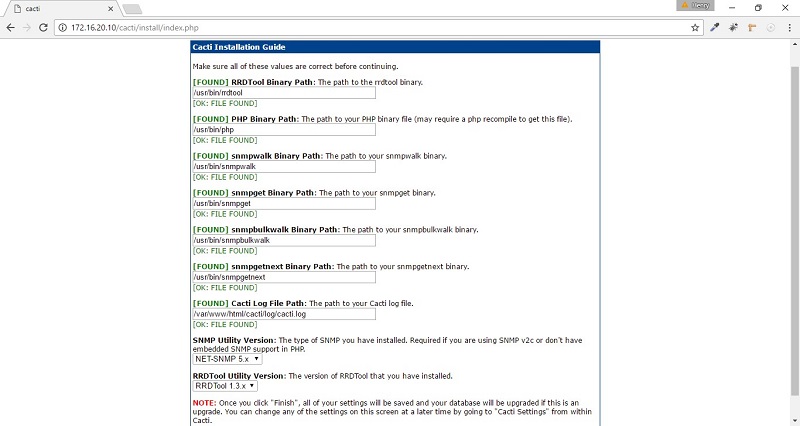 cacti
Henry
172.16.20.10/cacti/install/index.php
Cacti Installation Guide
Make sure all of these values are correct before continuing.
[FOUND] RRDTool Binary Path: The path to the rrdtool binary.
/usr/bin/rrdtool
[OK: FILE FOUND]
[FOUND] PHP Binary Path: The path to your PHP binary file (may require a php recompile to get this file).
/usr/bin/php
[OK: FILE FOUND]
[FOUND] snmpwalk Binary Path: The path to your snmpwalk binary.
/usr/bin/snmpwalk
[OK: FILE FOUND]
[FOUND] snmpget Binary Path: The path to your snmpget binary.
/usr/bin/snmpget
[OK: FILE FOUND]
[FOUND] snmpbulkwalk Binary Path: The path to your snmpbulkwalk binary.
/usr/bin/snmpbulkwalk
[OK: FILE FOUND]
[FOUND] snmpgetnext Binary Path: The path to your snmpgetnext binary.
/usr/bin/snmpgetnext
[OK: FILE FOUND]
[FOUND] Cacti Log File Path: The path to your Cacti log file.
/var/www/html/cacti/log/cacti.log
[OK: FILE FOUND]
SNMP Utility Version: The type of SNMP you have installed. Required if you are using SNMP v2c or don't have
embedded SNMP support in PHP.
NET-SNMP 5.x
RRDTool Utility Version: The version of RRDTool that you have installed.
RRDTool 1.3.x
NOTE: Once you click "Finish", all of your settings will be saved and your database will be upgraded if this is an
upgrade. You can change any of the settings on this screen at a later time by going to "Cacti Settings" from within
Cacti.